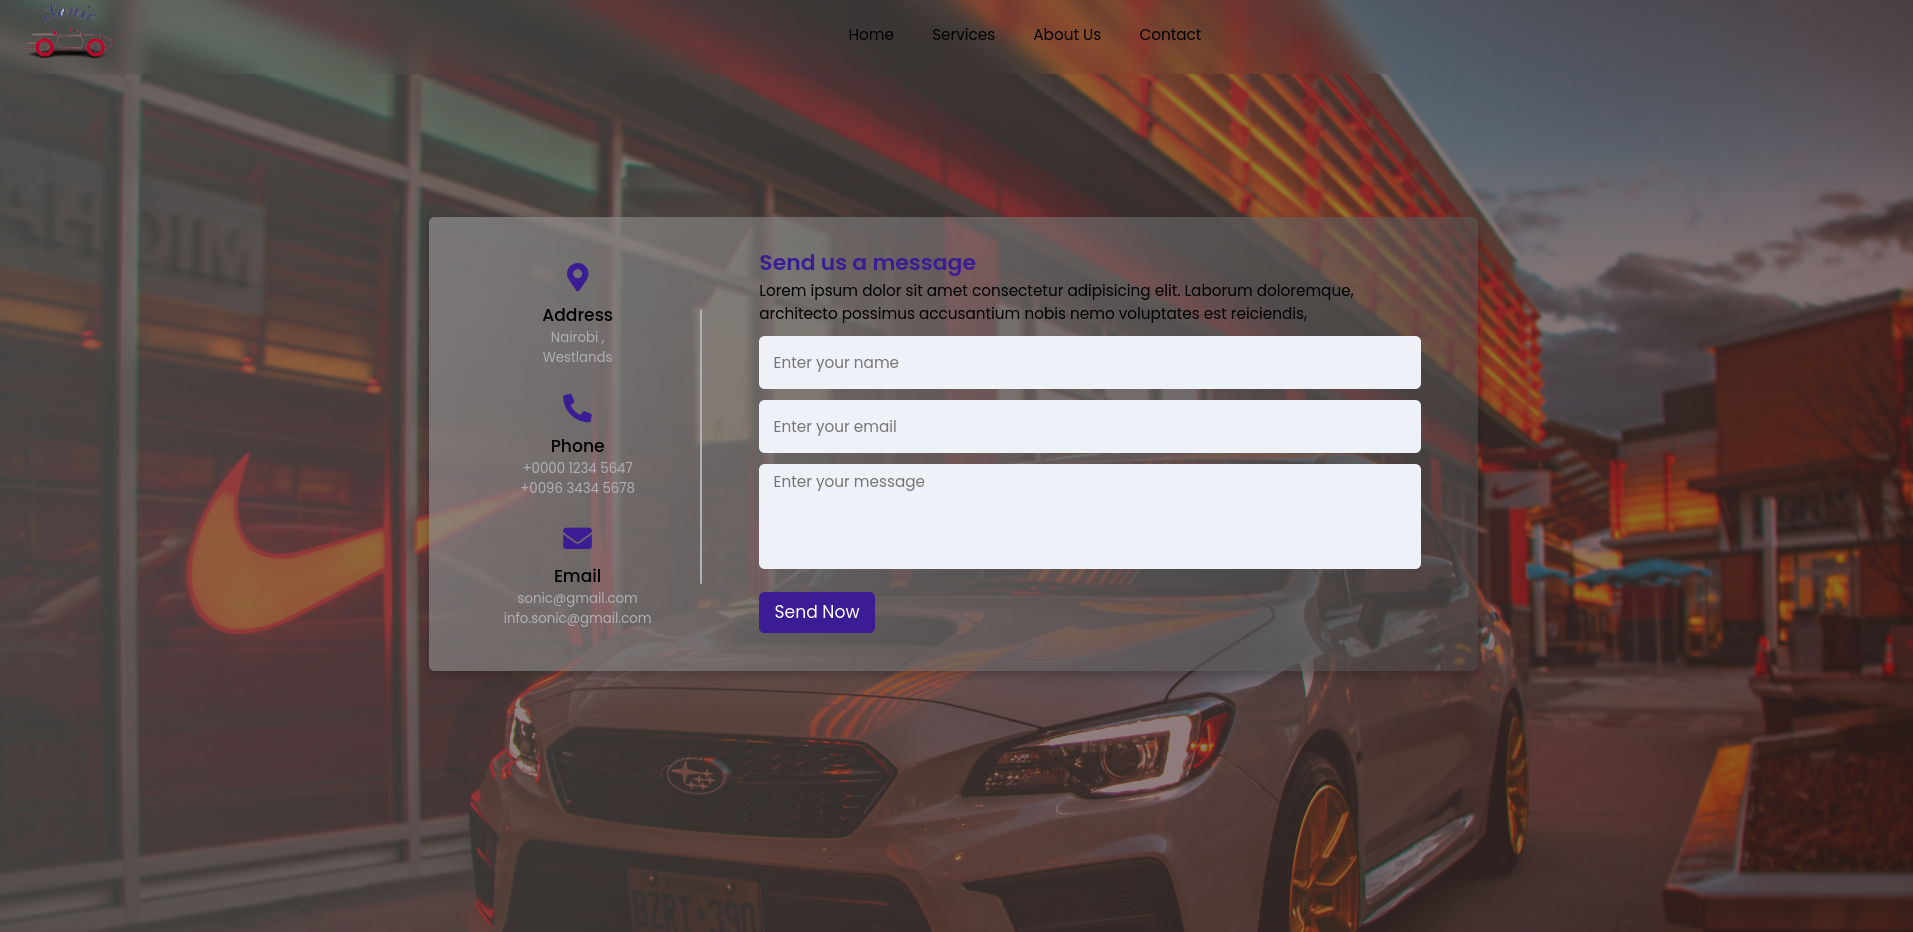 Sonic
Home Services About Us Contact
Address
Nairobi ,
Westlands
Phone
+0000 1234 5647
+0096 3434 5678
Email
sonic@gmail.com
info.sonic@gmail.com
Send us a message
Lorem ipsum dolor sit amet consectetur adipisicing elit. Laborum doloremque,
architecto possimus accusantium nobis nemo voluptates est reiciendis,
Enter your name
Enter your email
Enter your message
Send Now
BZRT 390